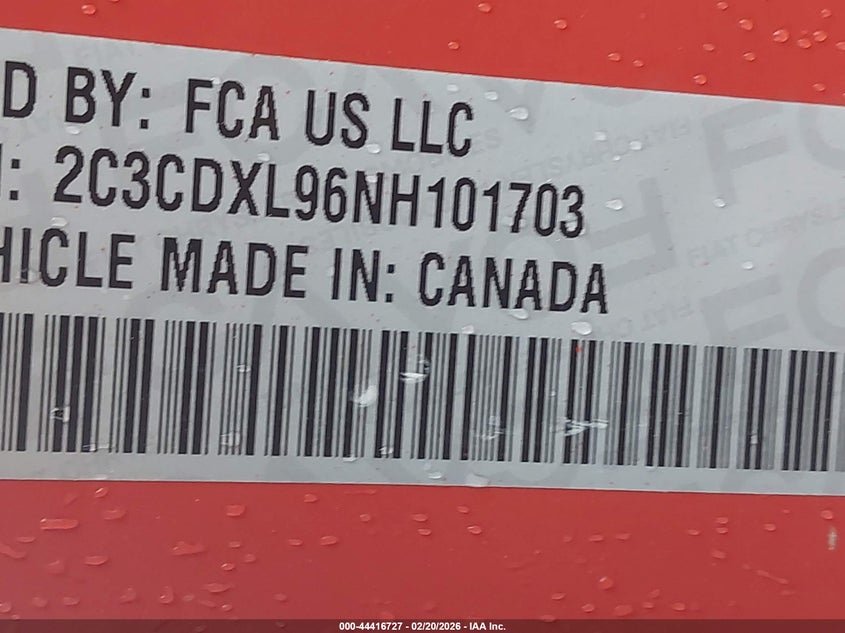 D BY: FCA US LLC
: 2C3CDXL96NH101703
HICLE MADE IN: CANADA
000-44416727 - 02/20/2026 - IAA Inc.